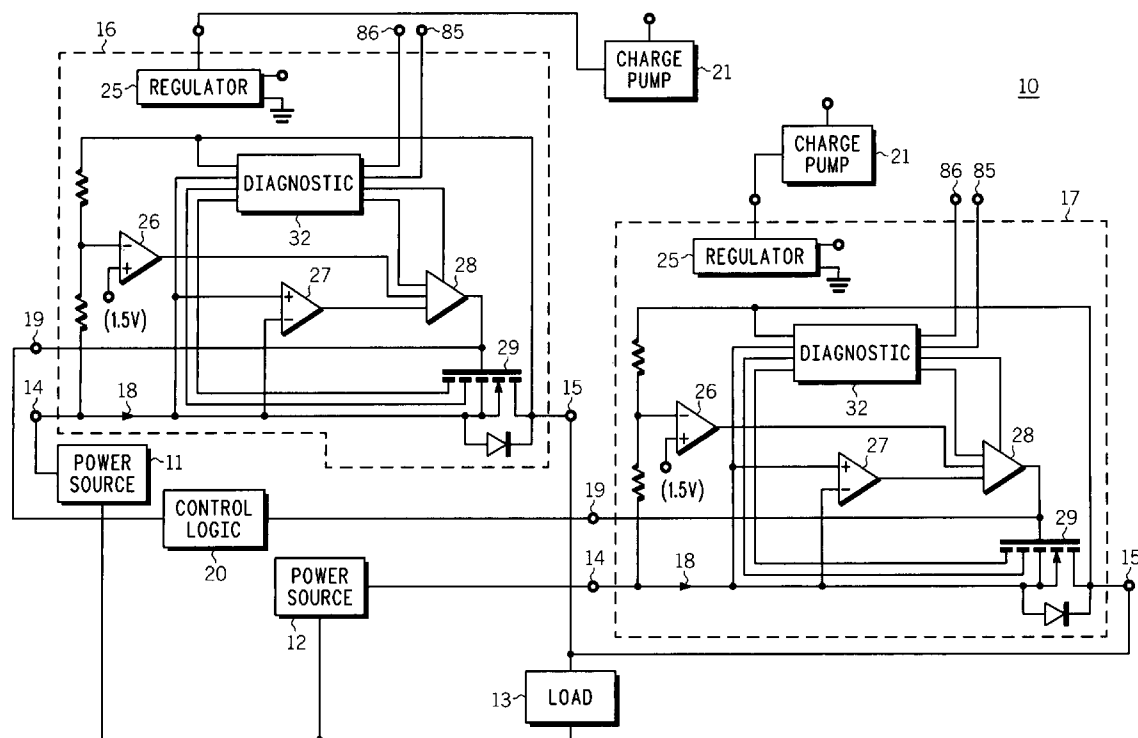 16
86
85
CHARGE
PUMP
21
10
25
REGULATOR
CHARGE
PUMP
21
86
85
17
DIAGNOSTIC
32
26
−
+
(1.5V)
27
+
−
28
25
REGULATOR
19
29
14
18
15
DIAGNOSTIC
32
26
−
+
(1.5V)
27
+
−
28
POWER
SOURCE
11
CONTROL
LOGIC
20
19
29
POWER
SOURCE
12
14
18
15
13
LOAD